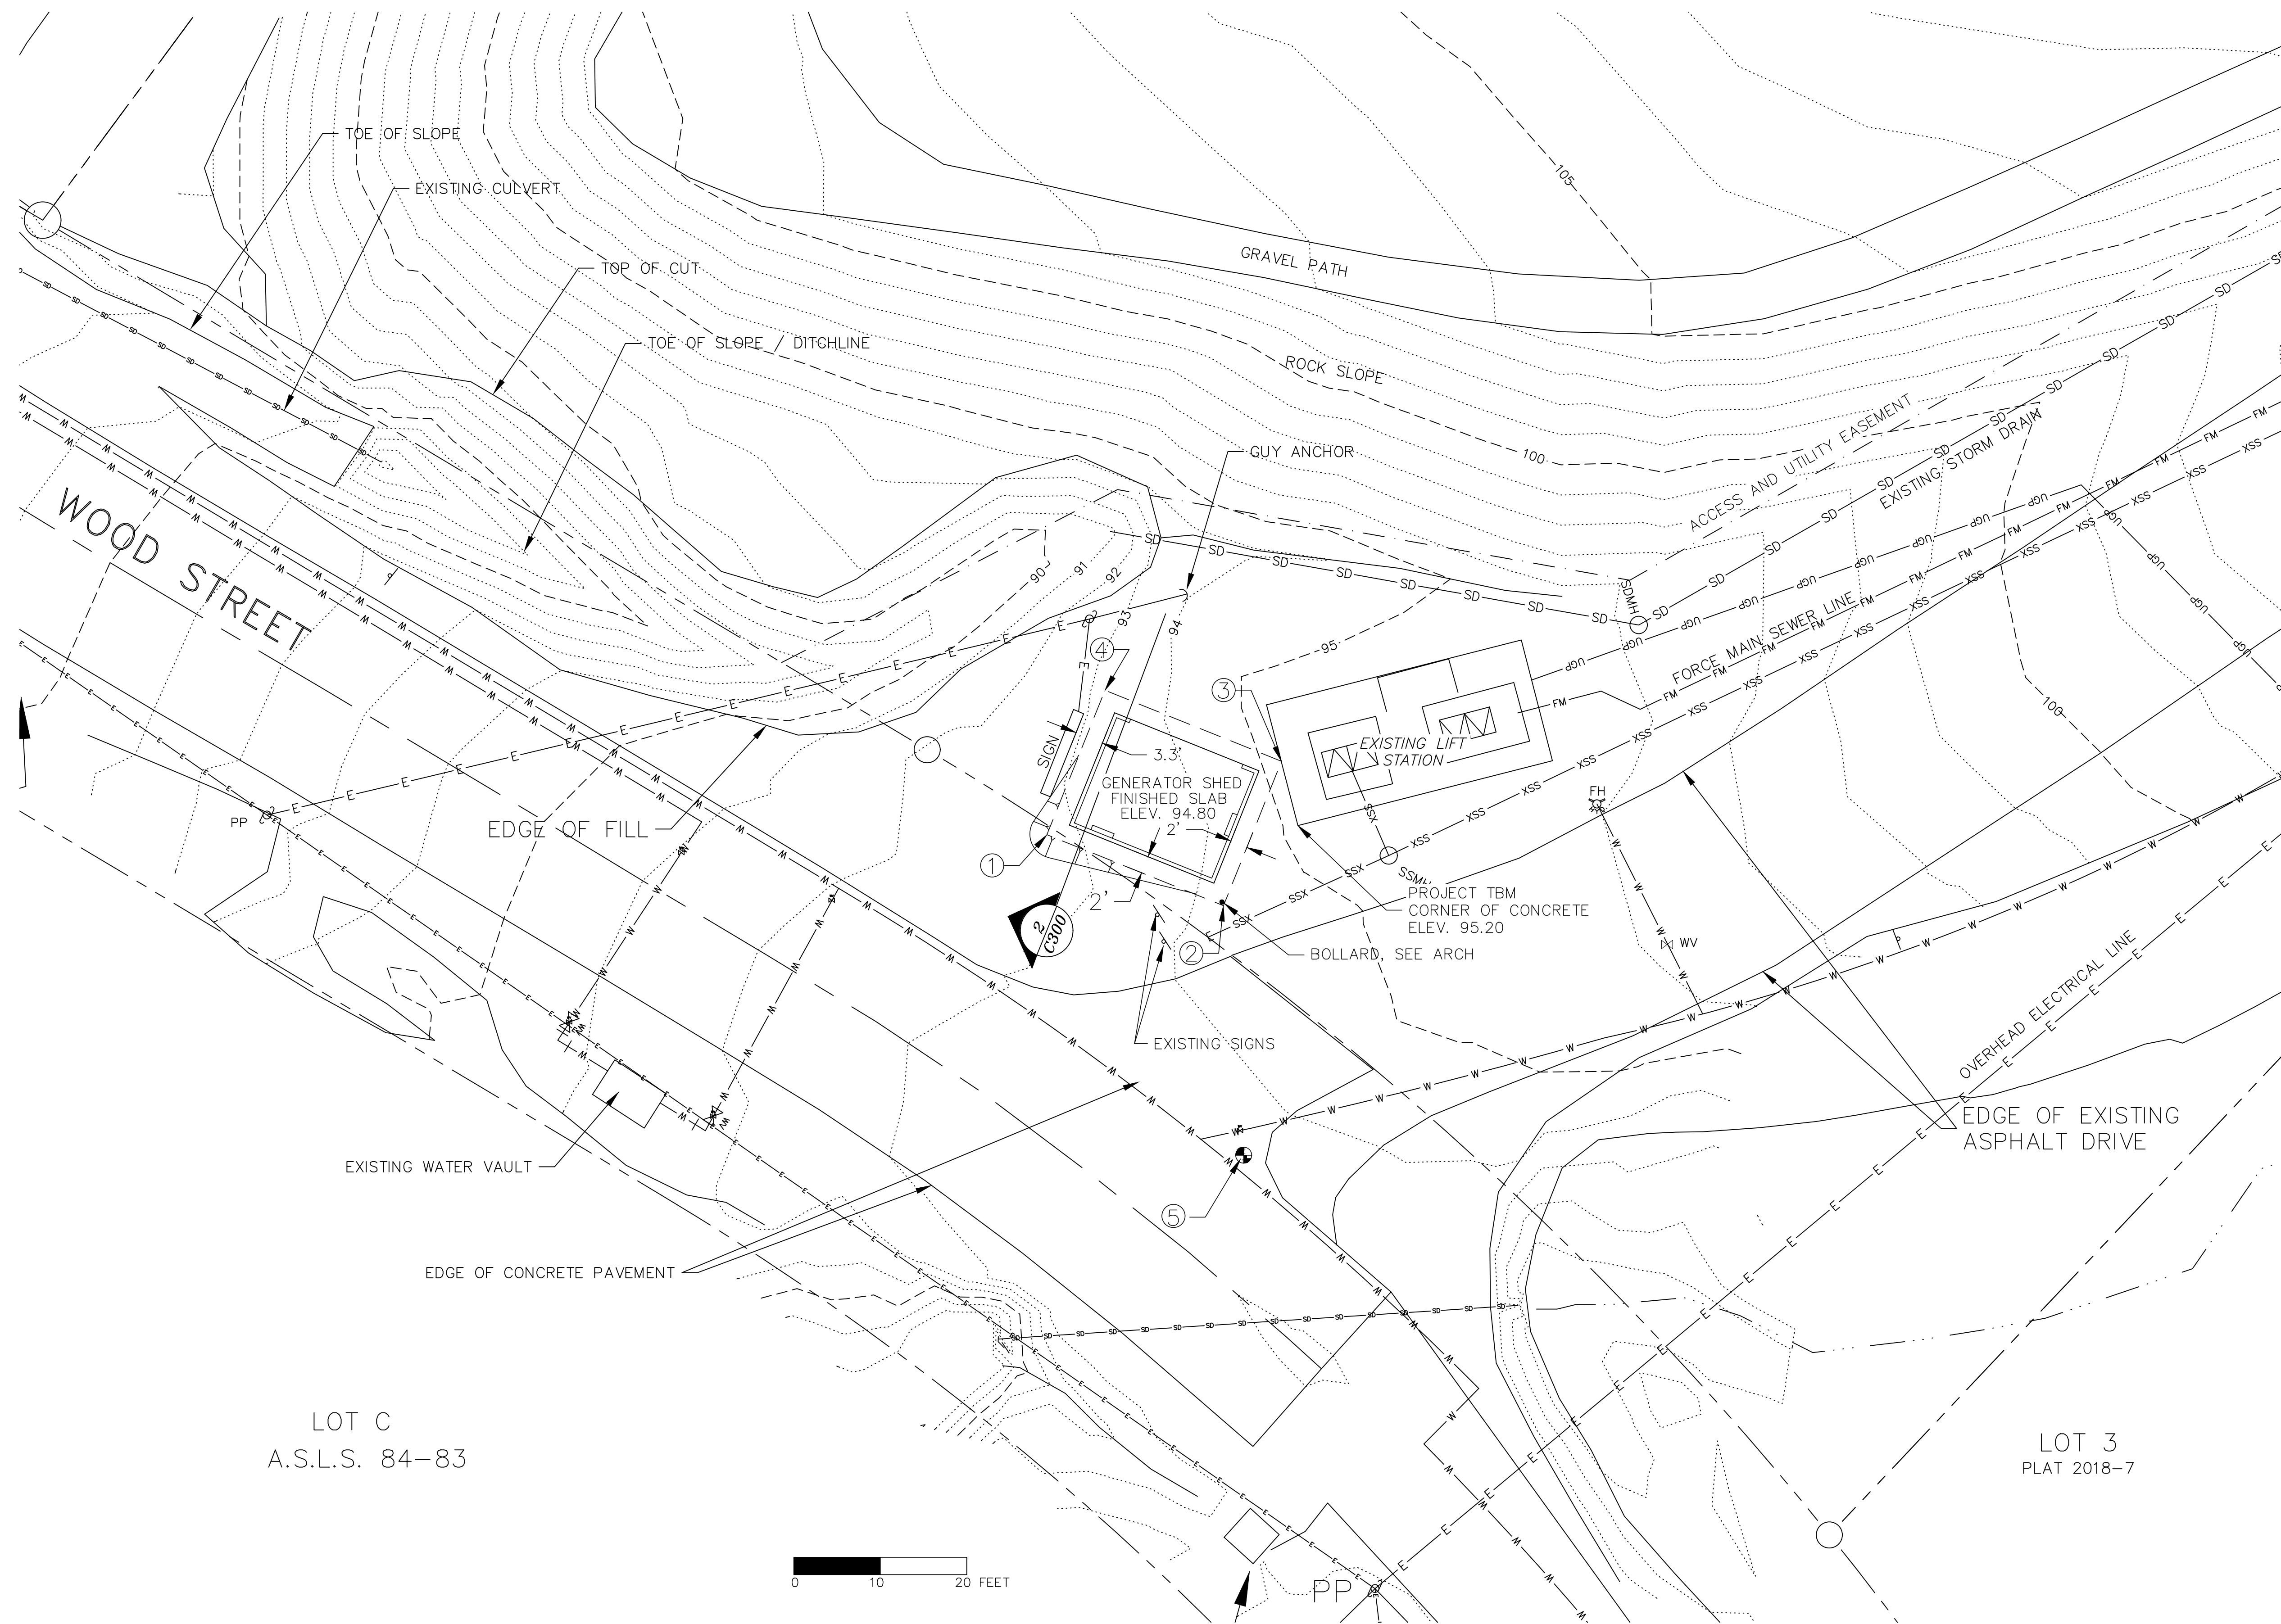 TOE OF SLOPE
EXISTING CULVERT
TOP OF CUT
TOE OF SLOPE / DITCHLINE
GRAVEL PATH
105
ROCK SLOPE
100
GUY ANCHOR
ACCESS AND UTILITY EASEMENT
EXISTING STORM DRAIN
WOOD STREET
90
91
92
93
94
95
SDMH
FORCE MAIN SEWER LINE
100
4
3
SIGN
3.3'
GENERATOR SHED
FINISHED SLAB
ELEV. 94.80
2'
EXISTING LIFT
STATION
FH
PP
EDGE OF FILL
1
2'
2
C300
2
SSMH
PROJECT TBM
CORNER OF CONCRETE
ELEV. 95.20
BOLLARD, SEE ARCH
WV
EXISTING SIGNS
OVERHEAD ELECTRICAL LINE
EDGE OF EXISTING
ASPHALT DRIVE
WV
WV
EXISTING WATER VAULT
5
EDGE OF CONCRETE PAVEMENT
LOT C
A.S.L.S. 84-83
LOT 3
PLAT 2018-7
0 10 20 FEET
PP